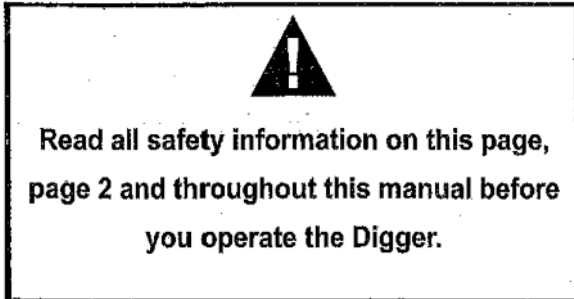 Read all safety information on this page,
page 2 and throughout this manual before
you operate the Digger.